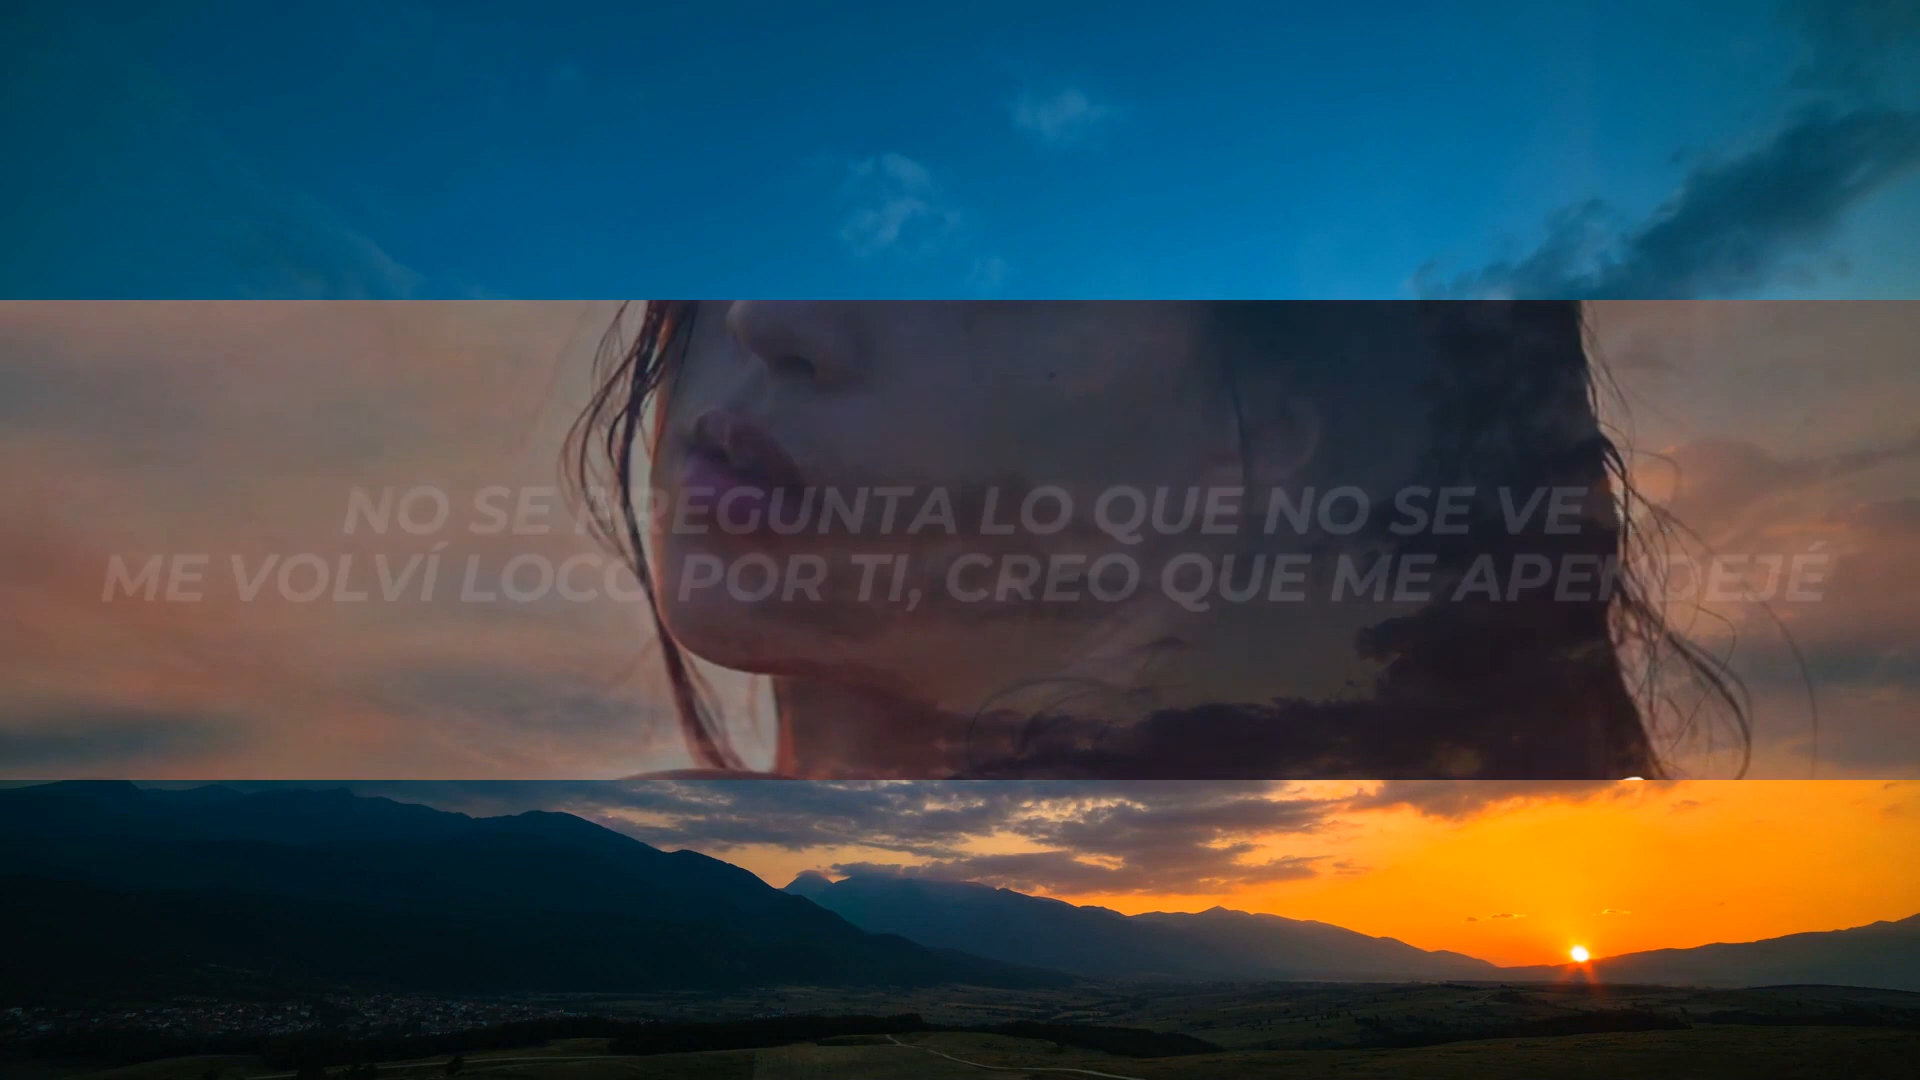 NO SE PREGUNTA LO QUE NO SE VE
ME VOLVÍ LOCO POR TI, CREO QUE ME APENDEJÉ